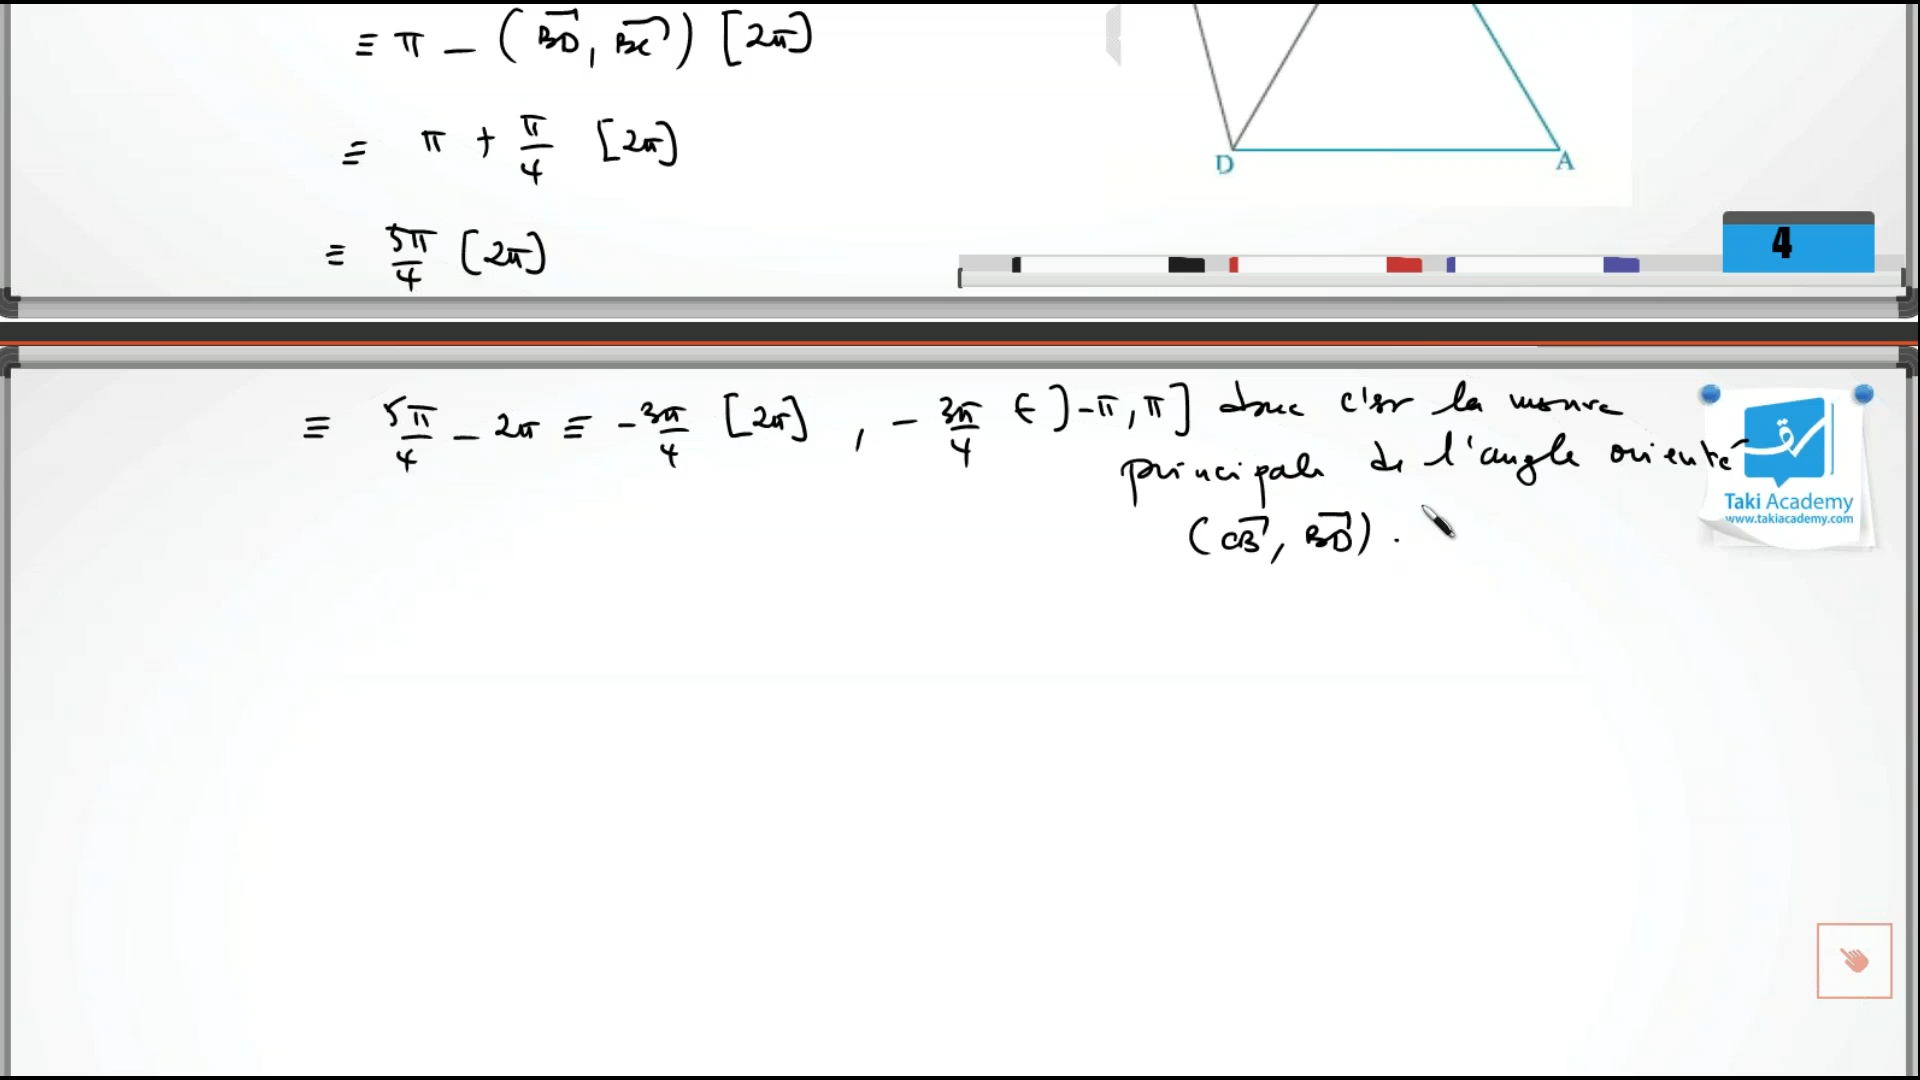 ≡ π − (BD⃗, BC⃗) [2π]
≡ π + π/4 [2π]
≡ 5π/4 [2π]
D
A
4
≡ 5π/4 − 2π ≡ −3π/4 [2π] , −3π/4 ∈ ]−π, π] donc c'est la mesure
principale de l'angle orienté
(CB⃗, BD⃗) .
Taki Academy
www.takiacademy.com